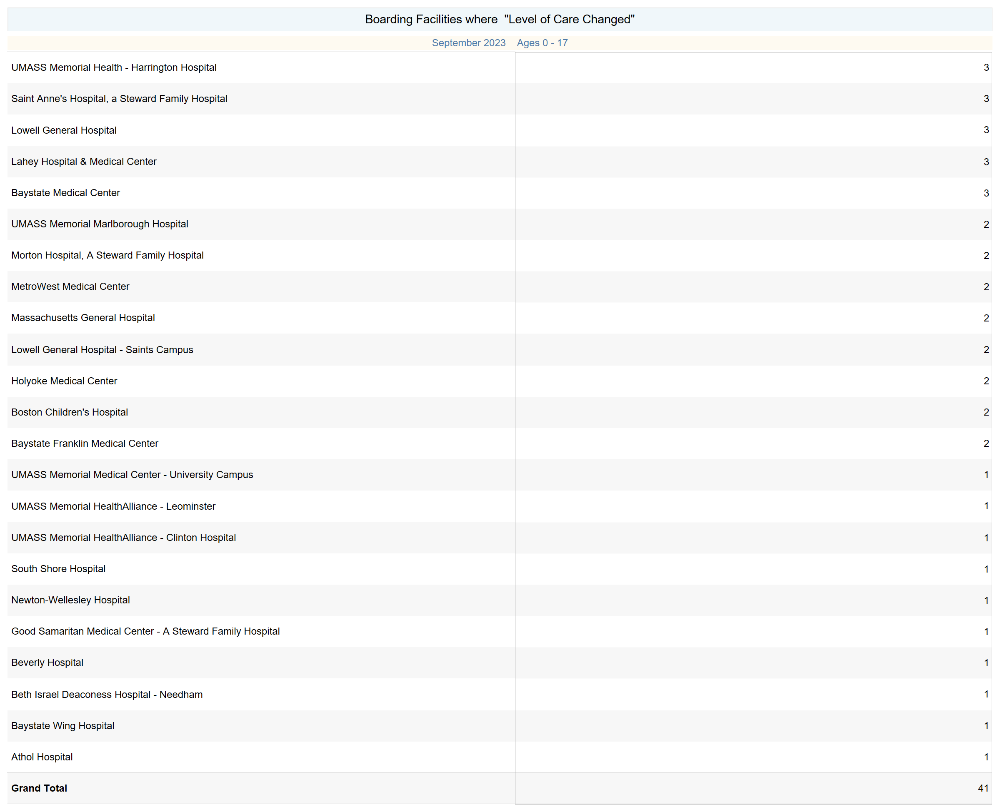 Boarding Facilities where  "Level of Care Changed"
September 2023    Ages 0 - 17
UMASS Memorial Health - Harrington Hospital 3
Saint Anne's Hospital, a Steward Family Hospital 3
Lowell General Hospital 3
Lahey Hospital & Medical Center 3
Baystate Medical Center 3
UMASS Memorial Marlborough Hospital 2
Morton Hospital, A Steward Family Hospital 2
MetroWest Medical Center 2
Massachusetts General Hospital 2
Lowell General Hospital - Saints Campus 2
Holyoke Medical Center 2
Boston Children's Hospital 2
Baystate Franklin Medical Center 2
UMASS Memorial Medical Center - University Campus 1
UMASS Memorial HealthAlliance - Leominster 1
UMASS Memorial HealthAlliance - Clinton Hospital 1
South Shore Hospital 1
Newton-Wellesley Hospital 1
Good Samaritan Medical Center - A Steward Family Hospital 1
Beverly Hospital 1
Beth Israel Deaconess Hospital - Needham 1
Baystate Wing Hospital 1
Athol Hospital 1
Grand Total 41